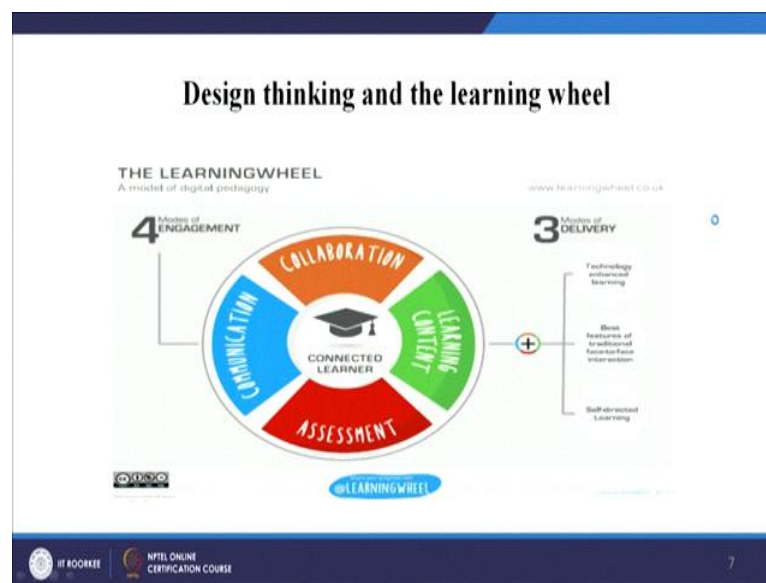 Design thinking and the learning wheel
THE LEARNINGWHEEL
A model of digital pedagogy
www.learningwheel.co.uk
4 Modes of
ENGAGEMENT
3 Modes of
DELIVERY
COLLABORATION
COMMUNICATION
LEARNING
CONTENT
ASSESSMENT
CONNECTED
LEARNER
+
Technology
enhanced
learning
Best
features of
traditional
face:face
interaction
Self-directed
Learning
@LEARNINGWHEEL
IIT ROORKEE
NPTEL ONLINE
CERTIFICATION COURSE
7